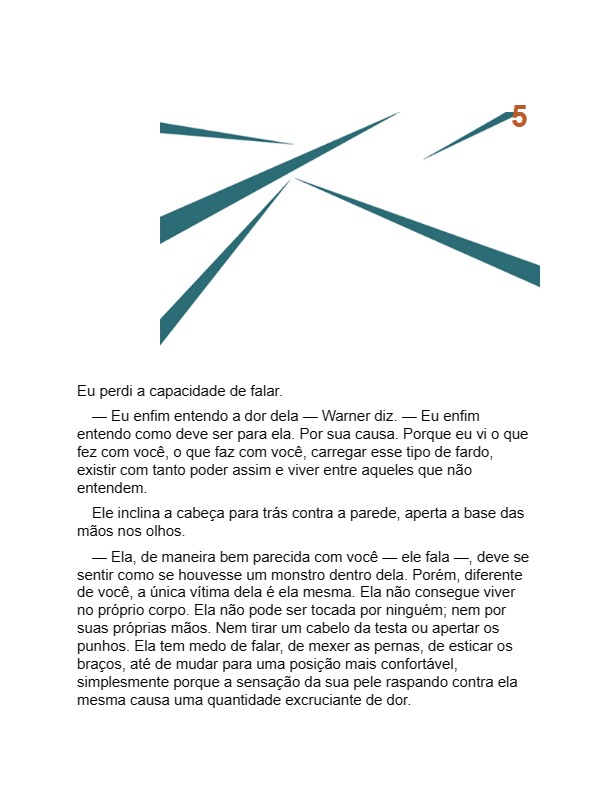 5
Eu perdi a capacidade de falar.
— Eu enfim entendo a dor dela — Warner diz. — Eu enfim
entendo como deve ser para ela. Por sua causa. Porque eu vi o que
fez com você, o que faz com você, carregar esse tipo de fardo,
existir com tanto poder assim e viver entre aqueles que não
entendem.
Ele inclina a cabeça para trás contra a parede, aperta a base das
mãos nos olhos.
— Ela, de maneira bem parecida com você — ele fala —, deve se
sentir como se houvesse um monstro dentro dela. Porém, diferente
de você, a única vítima dela é ela mesma. Ela não consegue viver
no próprio corpo. Ela não pode ser tocada por ninguém; nem por
suas próprias mãos. Nem tirar um cabelo da testa ou apertar os
punhos. Ela tem medo de falar, de mexer as pernas, de esticar os
braços, até de mudar para uma posição mais confortável,
simplesmente porque a sensação da sua pele raspando contra ela
mesma causa uma quantidade excruciante de dor.